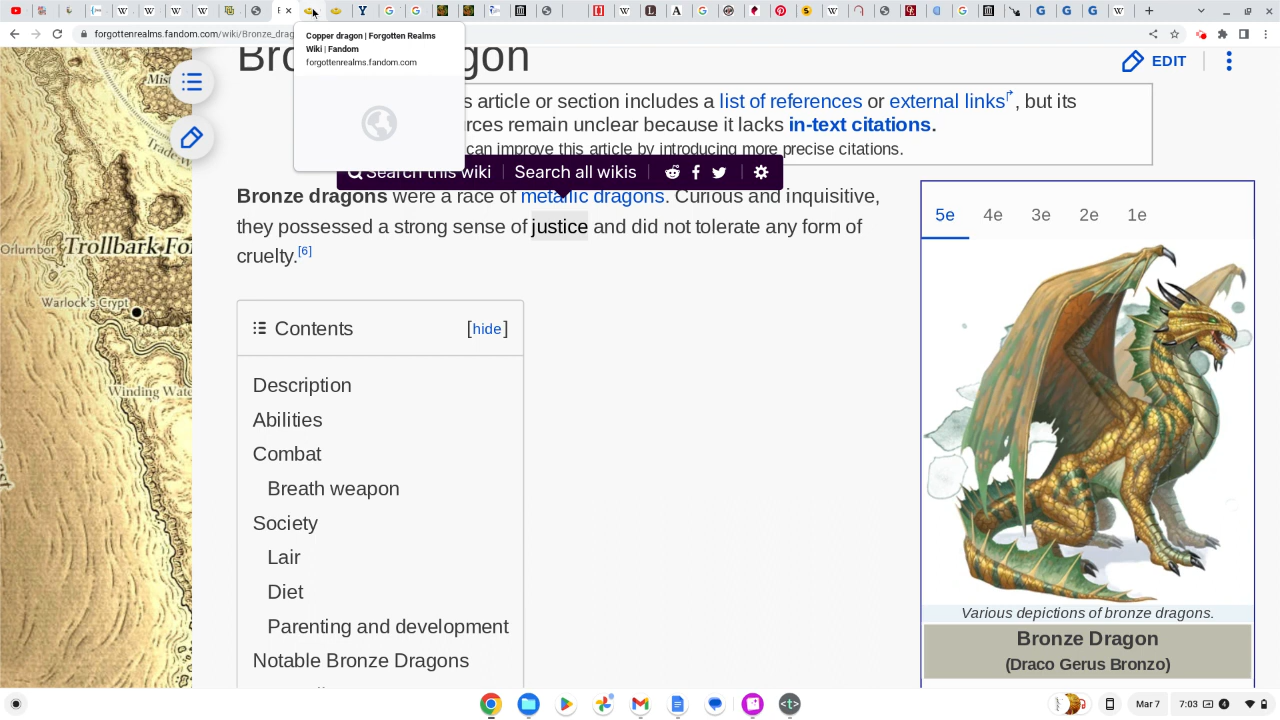 Copper dragon | Forgotten Realms
Wiki | Fandom
forgottenrealms.fandom.com
forgottenrealms.fandom.com/wiki/Bronze_drag
EDIT
s article or section includes a list of references or external links, but its
rces remain unclear because it lacks in-text citations.
can improve this article by introducing more precise citations.
Search this wiki
Search all wikis
Bronze dragons were a race of metallic dragons. Curious and inquisitive,
they possessed a strong sense of justice and did not tolerate any form of
cruelty.[6]
Contents [hide]
Description
Abilities
Combat
Breath weapon
Society
Lair
Diet
Parenting and development
Notable Bronze Dragons
5e 4e 3e 2e 1e
Various depictions of bronze dragons.
Bronze Dragon
(Draco Gerus Bronzo)
Orlumbor
Trollbark Fo
Warlock's Crypt
Winding Wate
Mar 7
7:03
4